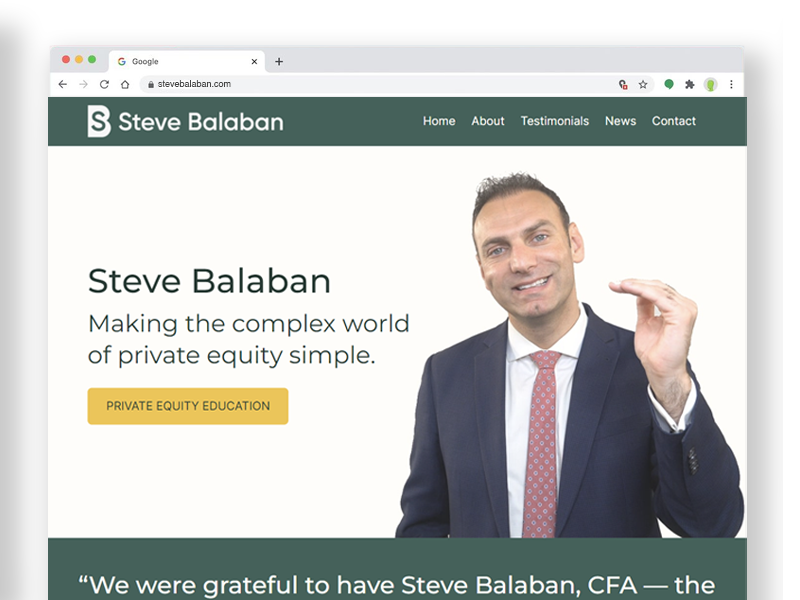 Google
stevebalaban.com
Steve Balaban
Home About Testimonials News Contact
Steve Balaban
Making the complex world
of private equity simple.
PRIVATE EQUITY EDUCATION
“We were grateful to have Steve Balaban, CFA — the